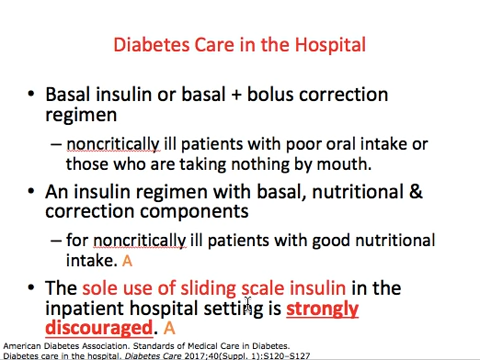 Diabetes Care in the Hospital
• Basal insulin or basal + bolus correction
regimen
– noncritically ill patients with poor oral intake or
those who are taking nothing by mouth.
• An insulin regimen with basal, nutritional &
correction components
– for noncritically ill patients with good nutritional
intake. A
• The sole use of sliding scale insulin in the
inpatient hospital setting is strongly
discouraged. A
American Diabetes Association. Standards of Medical Care in Diabetes.
Diabetes care in the hospital. Diabetes Care 2017;40(Suppl. 1):S120–S127